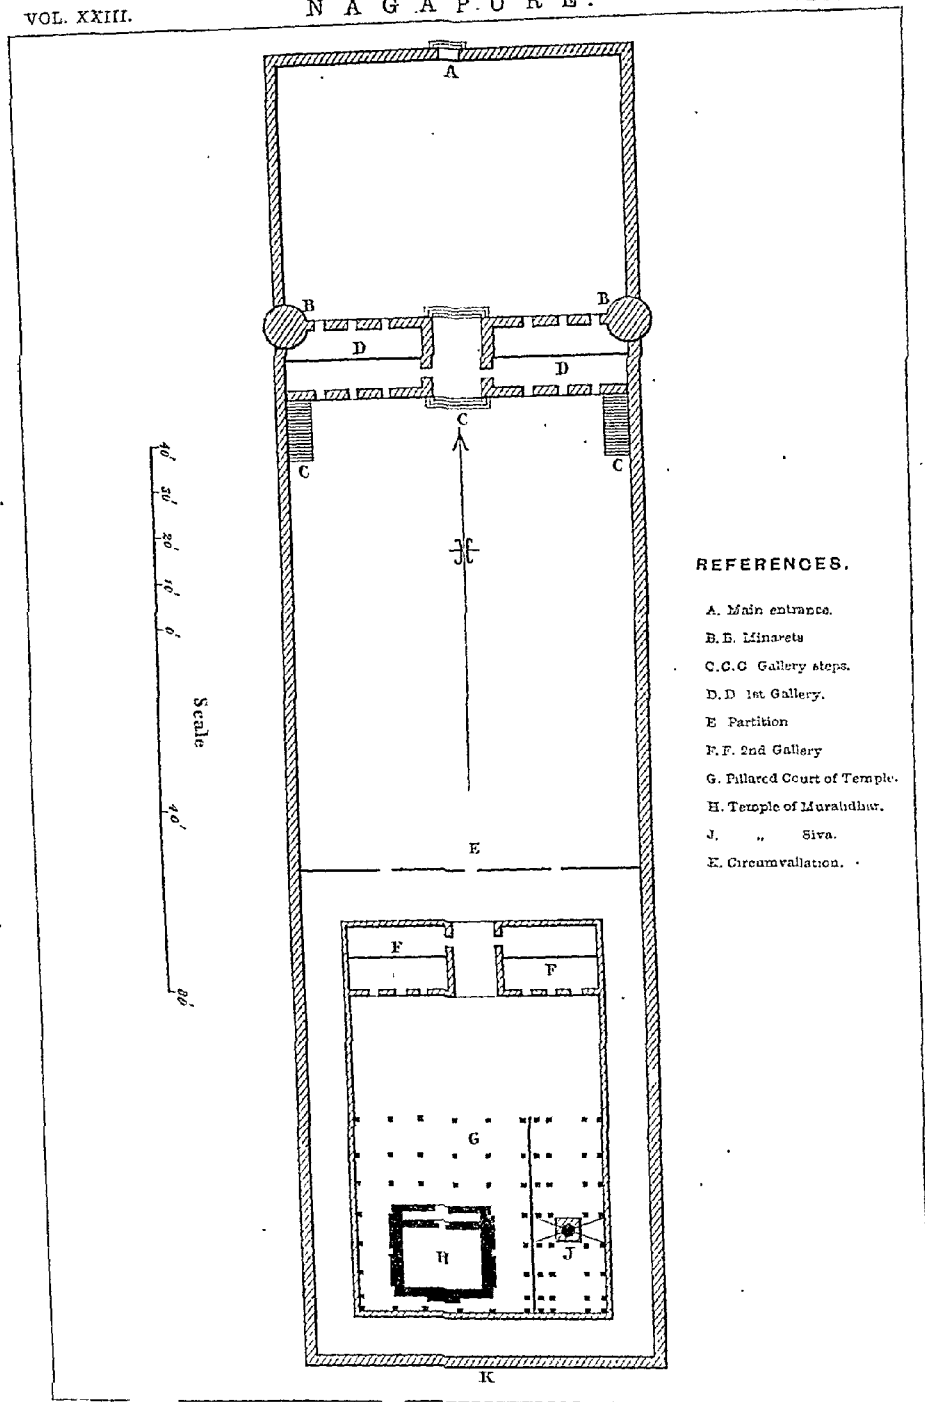 VOL. XXIII.
NAGAPURE.
A
B
B
D
D
C
C
C
40'
30'
20'
10'
0'
Scale
40'
80'
E
F
F
G
H
J
K
REFERENCES.
A. Main entrance.
B.B. Minarets
C.C.C Gallery steps.
D.D 1st Gallery.
E Partition
F.F. 2nd Gallery
G. Pillared Court of Temple.
H. Temple of Muralidhar.
J. „ Siva.
K. Circumvallation.